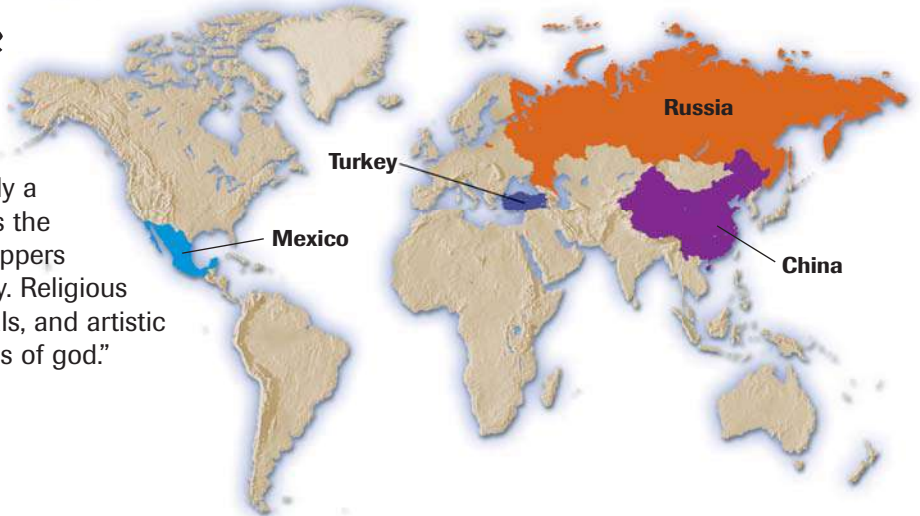 ly a
s the
ppers
y. Religious
ls, and artistic
s of god.”
Russia
Turkey
Mexico
China